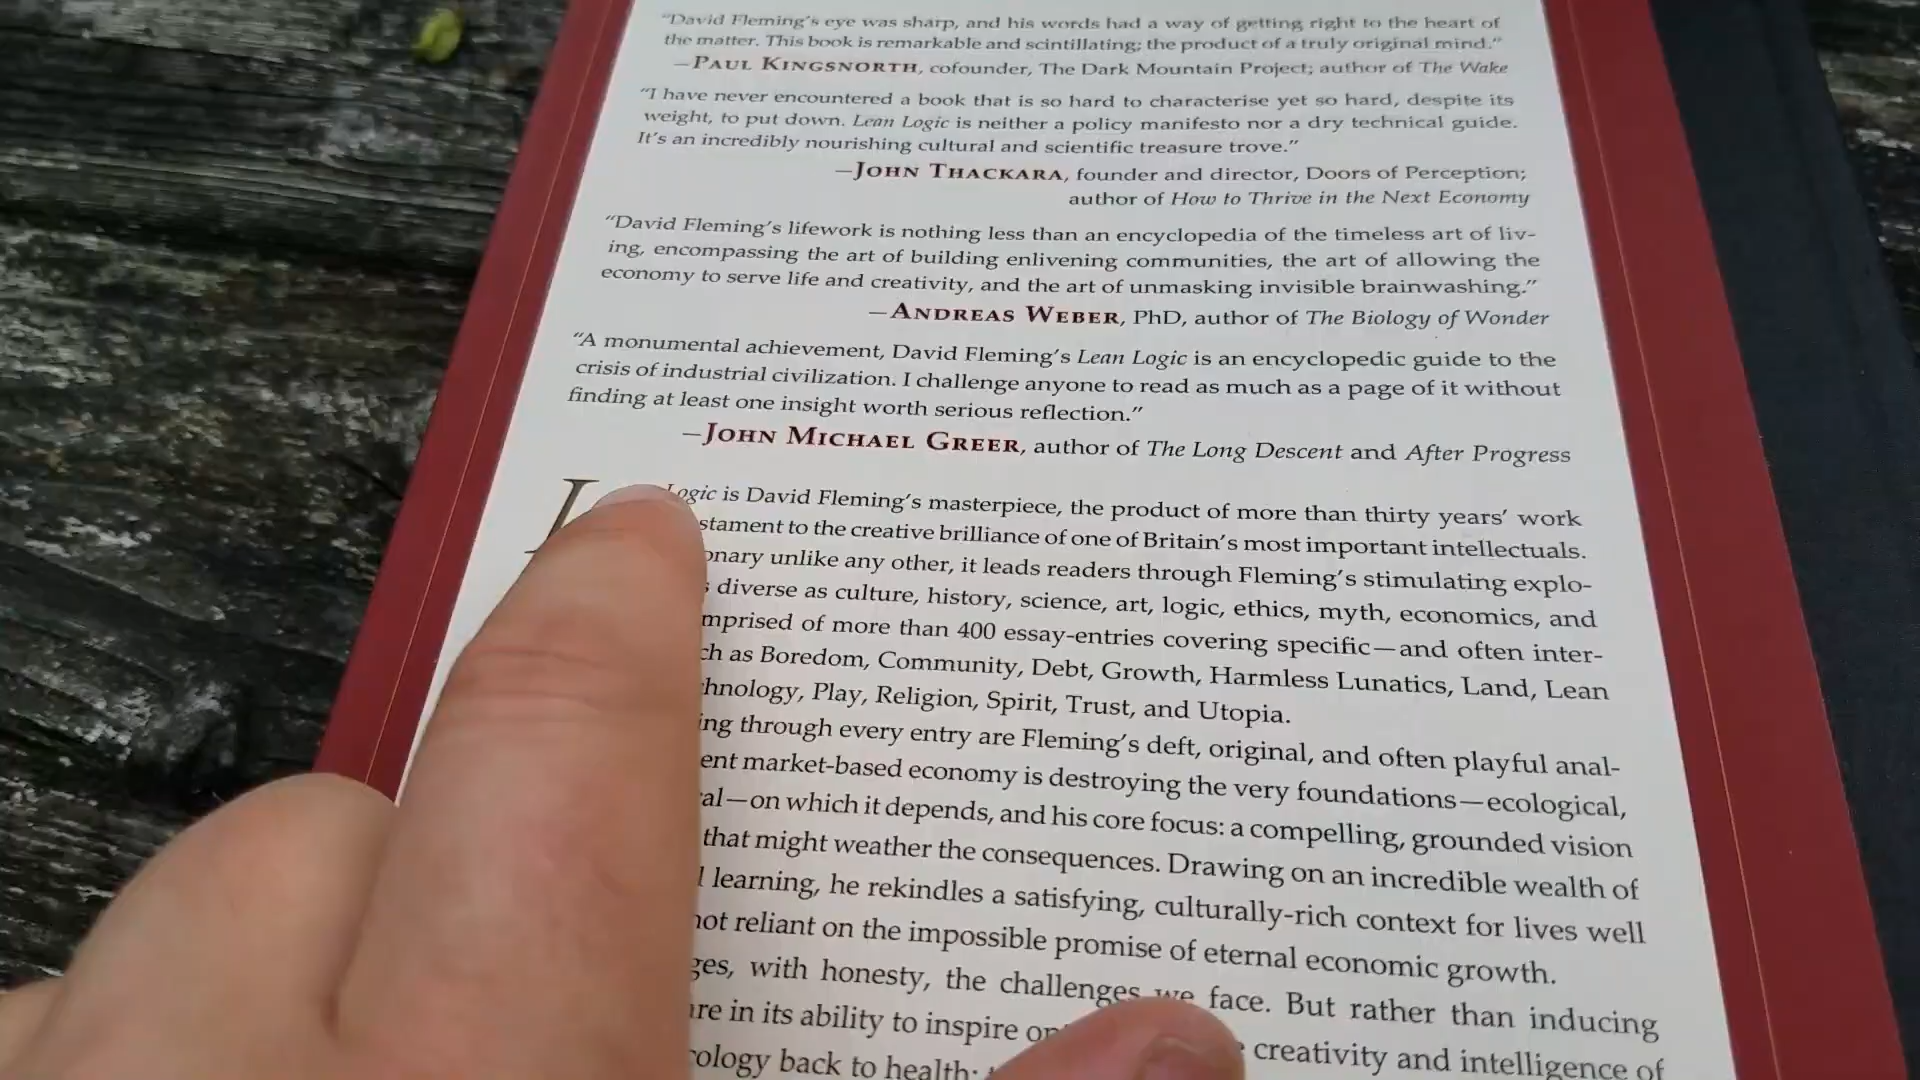 "David Fleming's eye was sharp, and his words had a way of getting right to the heart of
the matter. This book is remarkable and scintillating; the product of a truly original mind."
—PAUL KINGSNORTH, cofounder, The Dark Mountain Project; author of The Wake
"I have never encountered a book that is so hard to characterise yet so hard, despite its
weight, to put down. Lean Logic is neither a policy manifesto nor a dry technical guide.
It's an incredibly nourishing cultural and scientific treasure trove."
—JOHN THACKARA, founder and director, Doors of Perception;
author of How to Thrive in the Next Economy
"David Fleming's lifework is nothing less than an encyclopedia of the timeless art of liv-
ing, encompassing the art of building enlivening communities, the art of allowing the
economy to serve life and creativity, and the art of unmasking invisible brainwashing."
—ANDREAS WEBER, PhD, author of The Biology of Wonder
"A monumental achievement, David Fleming's Lean Logic is an encyclopedic guide to the
crisis of industrial civilization. I challenge anyone to read as much as a page of it without
finding at least one insight worth serious reflection."
—JOHN MICHAEL GREER, author of The Long Descent and After Progress
Logic is David Fleming's masterpiece, the product of more than thirty years' work
to the creative brilliance of one of Britain's most important intellectuals.
unlike any other, it leads readers through Fleming's stimulating explo-
diverse as culture, history, science, art, logic, ethics, myth, economics, and
of more than 400 essay-entries covering specific—and often inter-
as Boredom, Community, Debt, Growth, Harmless Lunatics, Land, Lean
Play, Religion, Spirit, Trust, and Utopia.
through every entry are Fleming's deft, original, and often playful anal-
market-based economy is destroying the very foundations—ecological,
—on which it depends, and his core focus: a compelling, grounded vision
that might weather the consequences. Drawing on an incredible wealth of
learning, he rekindles a satisfying, culturally-rich context for lives well
not reliant on the impossible promise of eternal economic growth.
with honesty, the challenges we face. But rather than inducing
in its ability to inspire creativity and intelligence of
back to health;